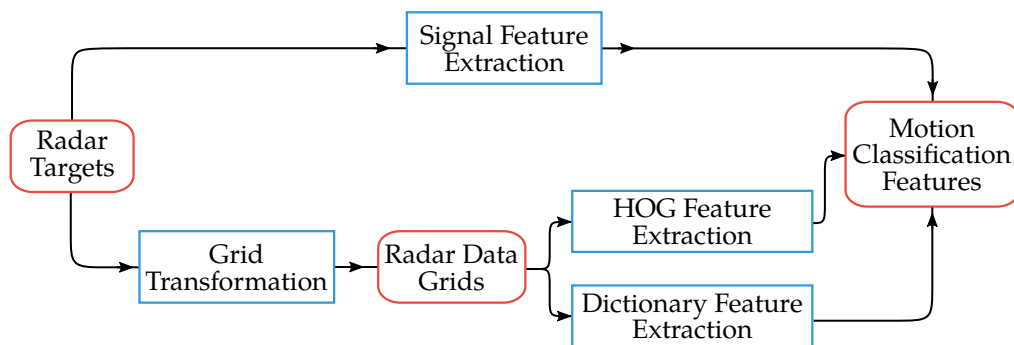 Signal Feature
Extraction
Radar
Targets
Motion
Classification
Features
HOG Feature
Extraction
Grid
Transformation
Radar Data
Grids
Dictionary Feature
Extraction